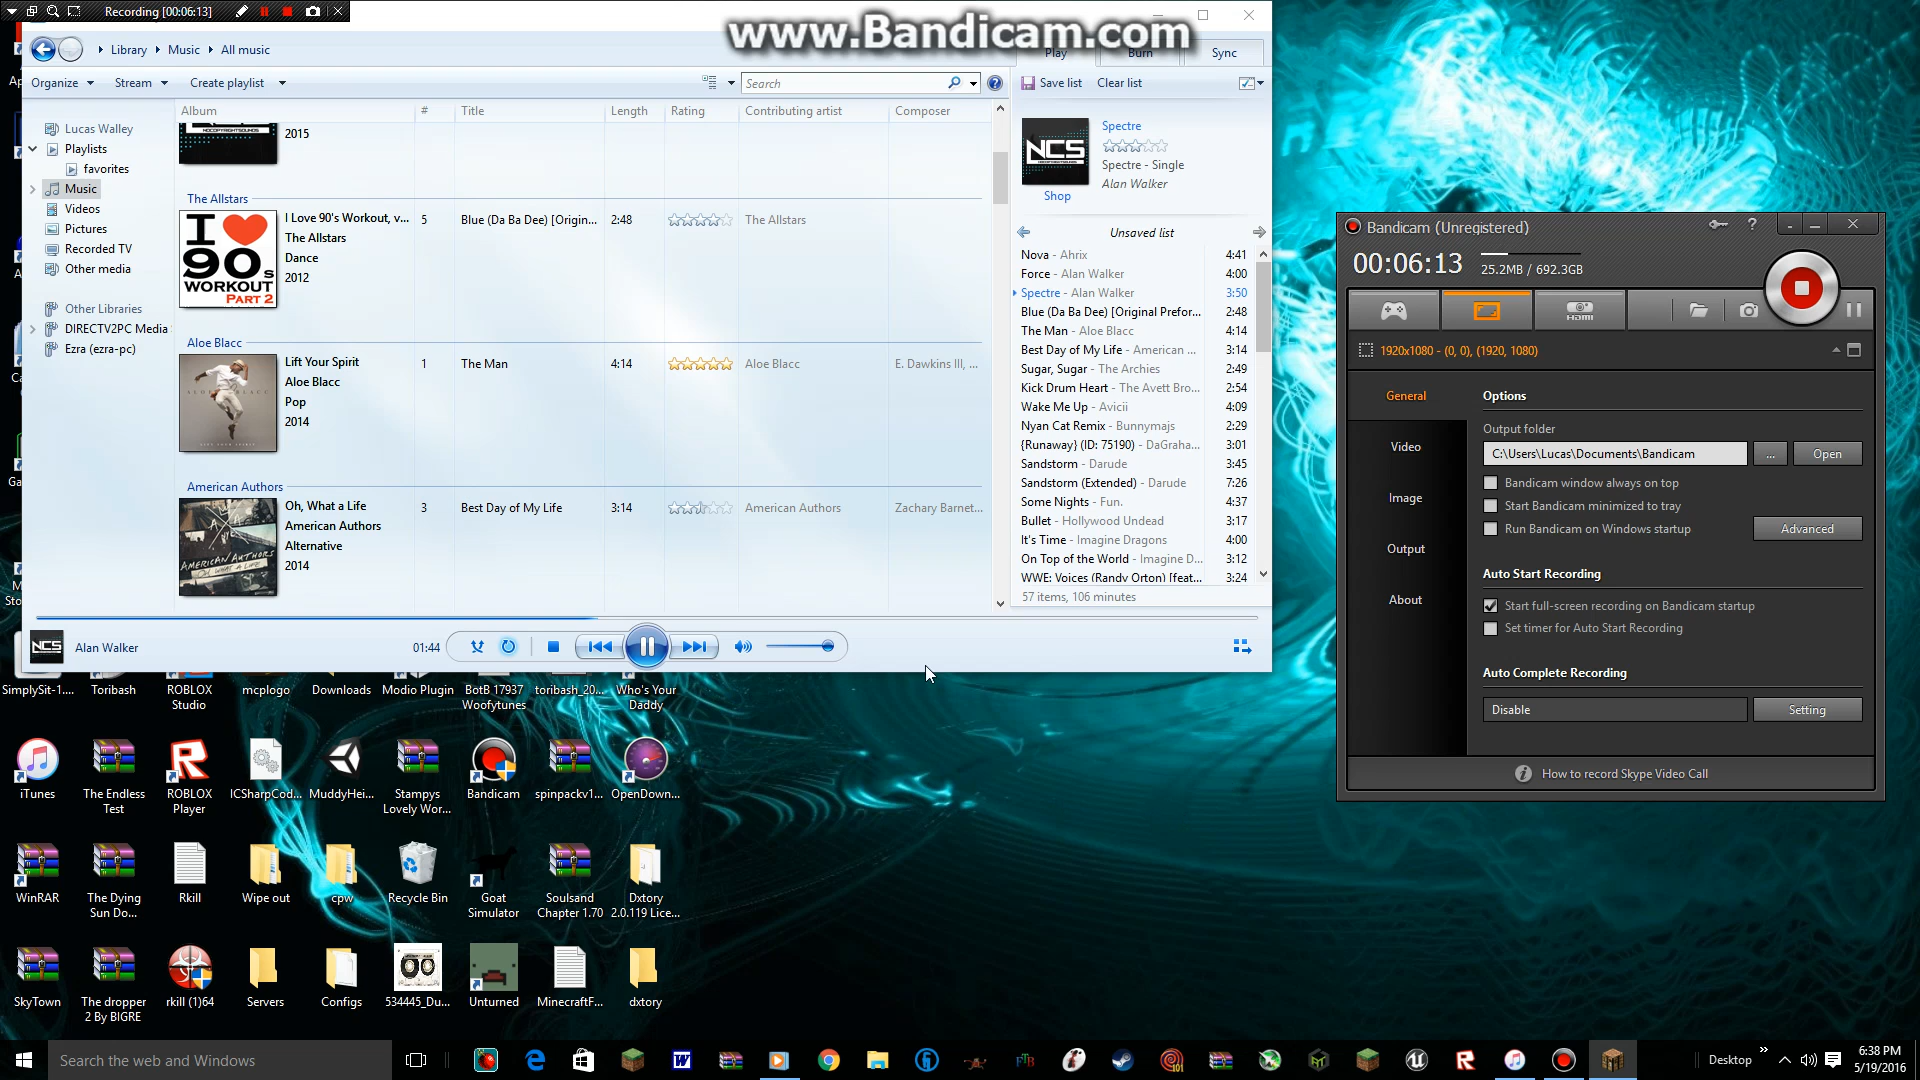 Recording [00:06:13]
www.Bandicam.com
Library Music All music
Play Burn Sync
Organize Stream Create playlist
Search
Save list Clear list
Album # Title Length Rating Contributing artist Composer
Lucas Walley
Playlists
favorites
Music
Videos
Pictures
Recorded TV
Other media
Other Libraries
DIRECTV2PC Media
Ezra (ezra-pc)
NOCOPYRIGHTSOUNDS
2015
The Allstars
I
90s
WORKOUT
PART 2
I Love 90's Workout, v... 5 Blue (Da Ba Dee) [Origin... 2:48 The Allstars
The Allstars
Dance
2012
Aloe Blacc
Lift Your Spirit 1 The Man 4:14 Aloe Blacc E. Dawkins III, ...
Aloe Blacc
Pop
2014
American Authors
AMERICAN AUTHORS
OH, WHAT A LIFE
Oh, What a Life 3 Best Day of My Life 3:14 American Authors Zachary Barnet...
American Authors
Alternative
2014
NCS
Spectre
Spectre - Single
Alan Walker
Shop
Unsaved list
Nova - Ahrix 4:41
Force - Alan Walker 4:00
Spectre - Alan Walker 3:50
Blue (Da Ba Dee) [Original Prefor... 2:48
The Man - Aloe Blacc 4:14
Best Day of My Life - American ... 3:14
Sugar, Sugar - The Archies 2:49
Kick Drum Heart - The Avett Bro... 2:54
Wake Me Up - Avicii 4:09
Nyan Cat Remix - Bunnymajs 2:29
{Runaway} (ID: 75190) - DaGraha... 3:01
Sandstorm - Darude 3:45
Sandstorm (Extended) - Darude 7:26
Some Nights - Fun. 4:37
Bullet - Hollywood Undead 3:17
It's Time - Imagine Dragons 4:00
On Top of the World - Imagine D... 3:12
WWE: Voices (Randy Orton) [feat... 3:24
57 items, 106 minutes
NCS
Alan Walker
01:44
Bandicam (Unregistered)
00:06:13
25.2MB / 692.3GB
HDMI
1920x1080 - (0, 0), (1920, 1080)
General
Video
Image
Output
About
Options
Output folder
C:\Users\Lucas\Documents\Bandicam ... Open
Bandicam window always on top
Start Bandicam minimized to tray
Run Bandicam on Windows startup
Advanced
Auto Start Recording
Start full-screen recording on Bandicam startup
Set timer for Auto Start Recording
Auto Complete Recording
Disable Setting
How to record Skype Video Call
SimplySit-1....
Toribash
ROBLOX Studio
mcplogo
Downloads
Modio Plugin
BotB 17937 Woofytunes
toribash_20...
Who's Your Daddy
iTunes
The Endless Test
ROBLOX Player
ICSharpCod...
MuddyHei...
Stampys Lovely Wor...
Bandicam
spinpackv1...
OpenDown...
WinRAR
The Dying Sun Do...
Rkill
Wipe out
cpw
Recycle Bin
Goat Simulator
Soulsand Chapter 1.70
Dxtory 2.0.119 Lice...
SkyTown
The dropper 2 By BIGRE
rkill (1)64
Servers
Configs
534445_Du...
Unturned
MinecraftF...
dxtory
Search the web and Windows
Desktop
6:38 PM
5/19/2016